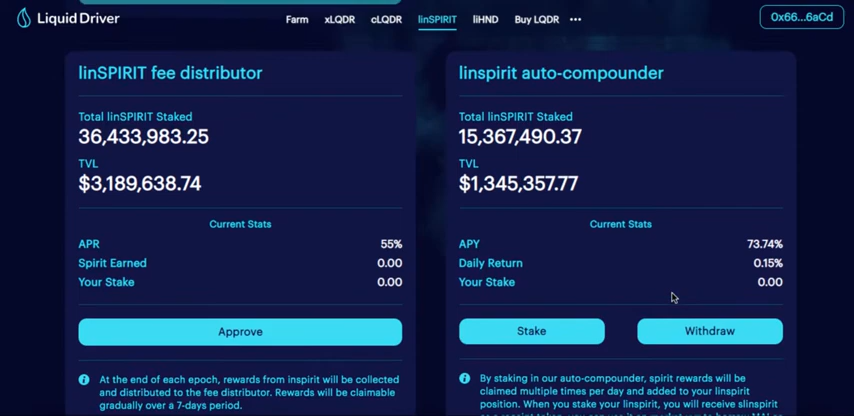 Liquid Driver
Farm xLQDR cLQDR linSPIRIT liHND Buy LQDR •••
0x66...6aCd
linSPIRIT fee distributor
Total linSPIRIT Staked
36,433,983.25
TVL
$3,189,638.74
Current Stats
APR 55%
Spirit Earned 0.00
Your Stake 0.00
Approve
At the end of each epoch, rewards from inspirit will be collected
and distributed to the fee distributor. Rewards will be claimable
gradually over a 7-days period.
linspirit auto-compounder
Total linSPIRIT Staked
15,367,490.37
TVL
$1,345,357.77
Current Stats
APY 73.74%
Daily Return 0.15%
Your Stake 0.00
Stake Withdraw
By staking in our auto-compounder, spirit rewards will be
claimed multiple times per day and added to your linspirit
position. When you stake your linspirit, you will receive slinspirit